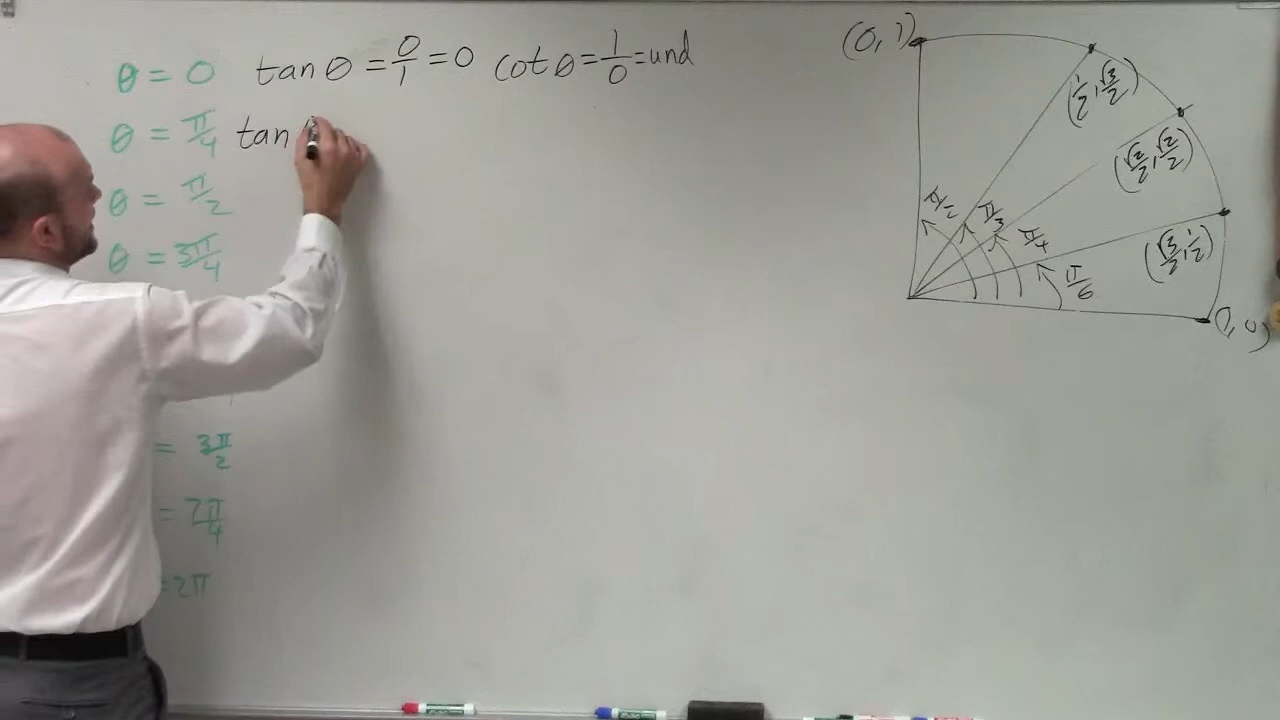 θ = 0 tan θ = 0/1 = 0 cot θ = 1/0 = und
θ = π/4 tan
θ = π/2
θ = 3π/4
= 3π/2
= 7π/4
= 2π
(0, 1)
(1/2, √3/2)
(√2/2, √2/2)
(√3/2, 1/2)
(1, 0)
π/2
π/3
π/4
π/6